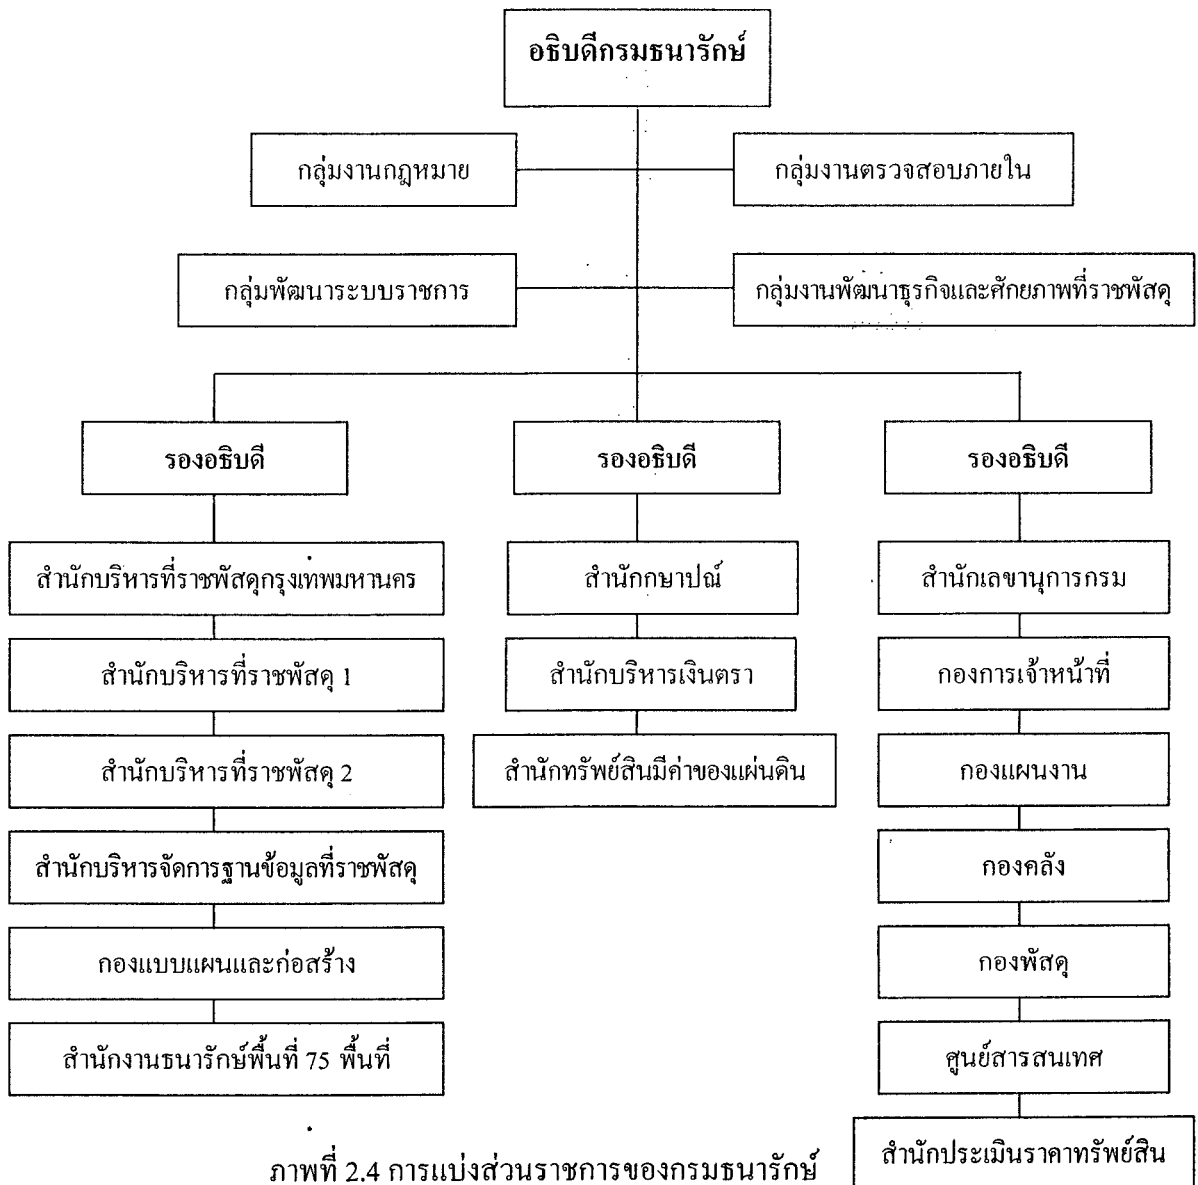 อธิบดีกรมธนารักษ์
กลุ่มงานกฎหมาย
กลุ่มงานตรวจสอบภายใน
กลุ่มพัฒนาระบบราชการ
กลุ่มงานพัฒนาธุรกิจและศักยภาพที่ราชพัสดุ
รองอธิบดี
รองอธิบดี
รองอธิบดี
สำนักบริหารที่ราชพัสดุกรุงเทพมหานคร
สำนักบริหารที่ราชพัสดุ 1
สำนักบริหารที่ราชพัสดุ 2
สำนักบริหารจัดการฐานข้อมูลที่ราชพัสดุ
กองแบบแผนและก่อสร้าง
สำนักงานธนารักษ์พื้นที่ 75 พื้นที่
สำนักกษาปณ์
สำนักบริหารเงินตรา
สำนักทรัพย์สินมีค่าของแผ่นดิน
สำนักเลขานุการกรม
กองการเจ้าหน้าที่
กองแผนงาน
กองคลัง
กองพัสดุ
ศูนย์สารสนเทศ
สำนักประเมินราคาทรัพย์สิน
ภาพที่ 2.4 การแบ่งส่วนราชการของกรมธนารักษ์